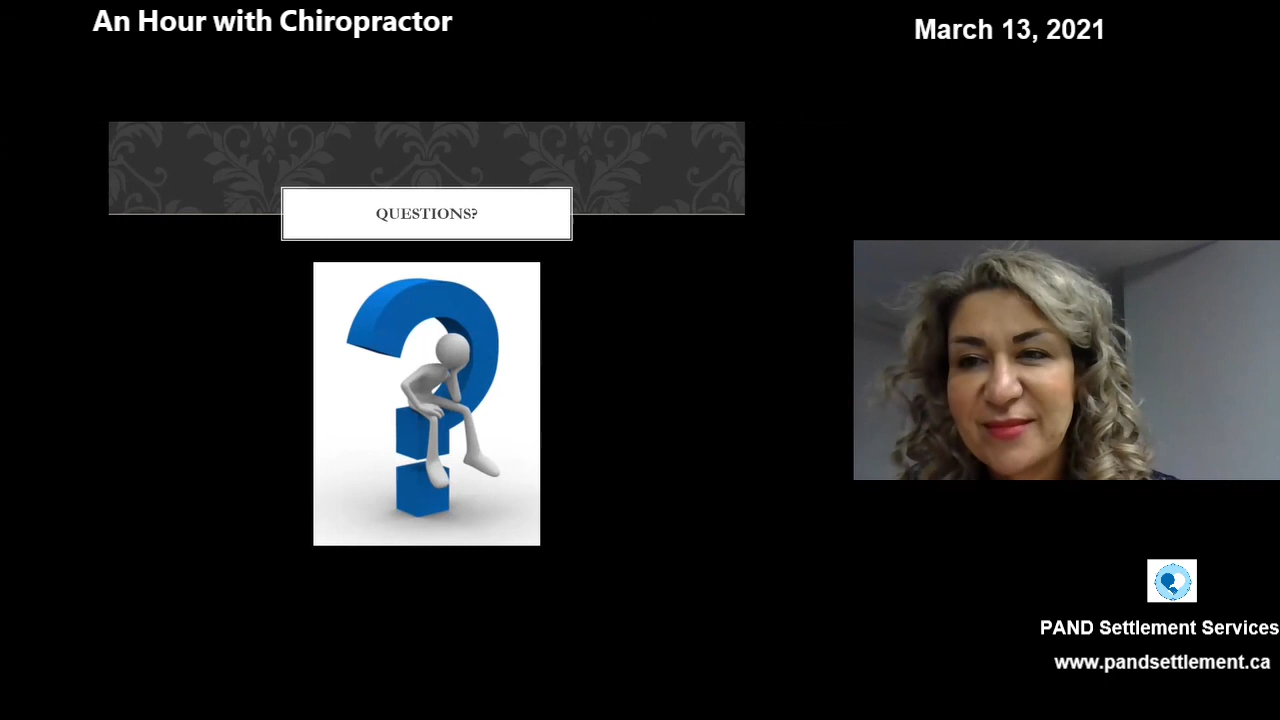 An Hour with Chiropractor
March 13, 2021
QUESTIONS?
PAND Settlement Services
www.pandsettlement.ca